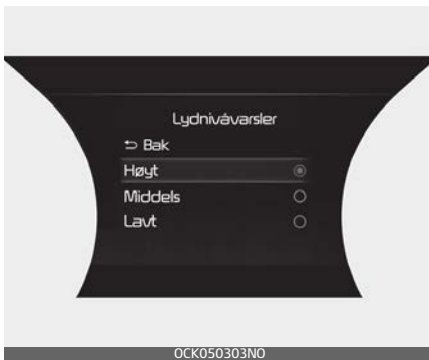 Lydnivåvarsler
⮌ Bak
Høyt
Middels
Lavt
OCK050303NO